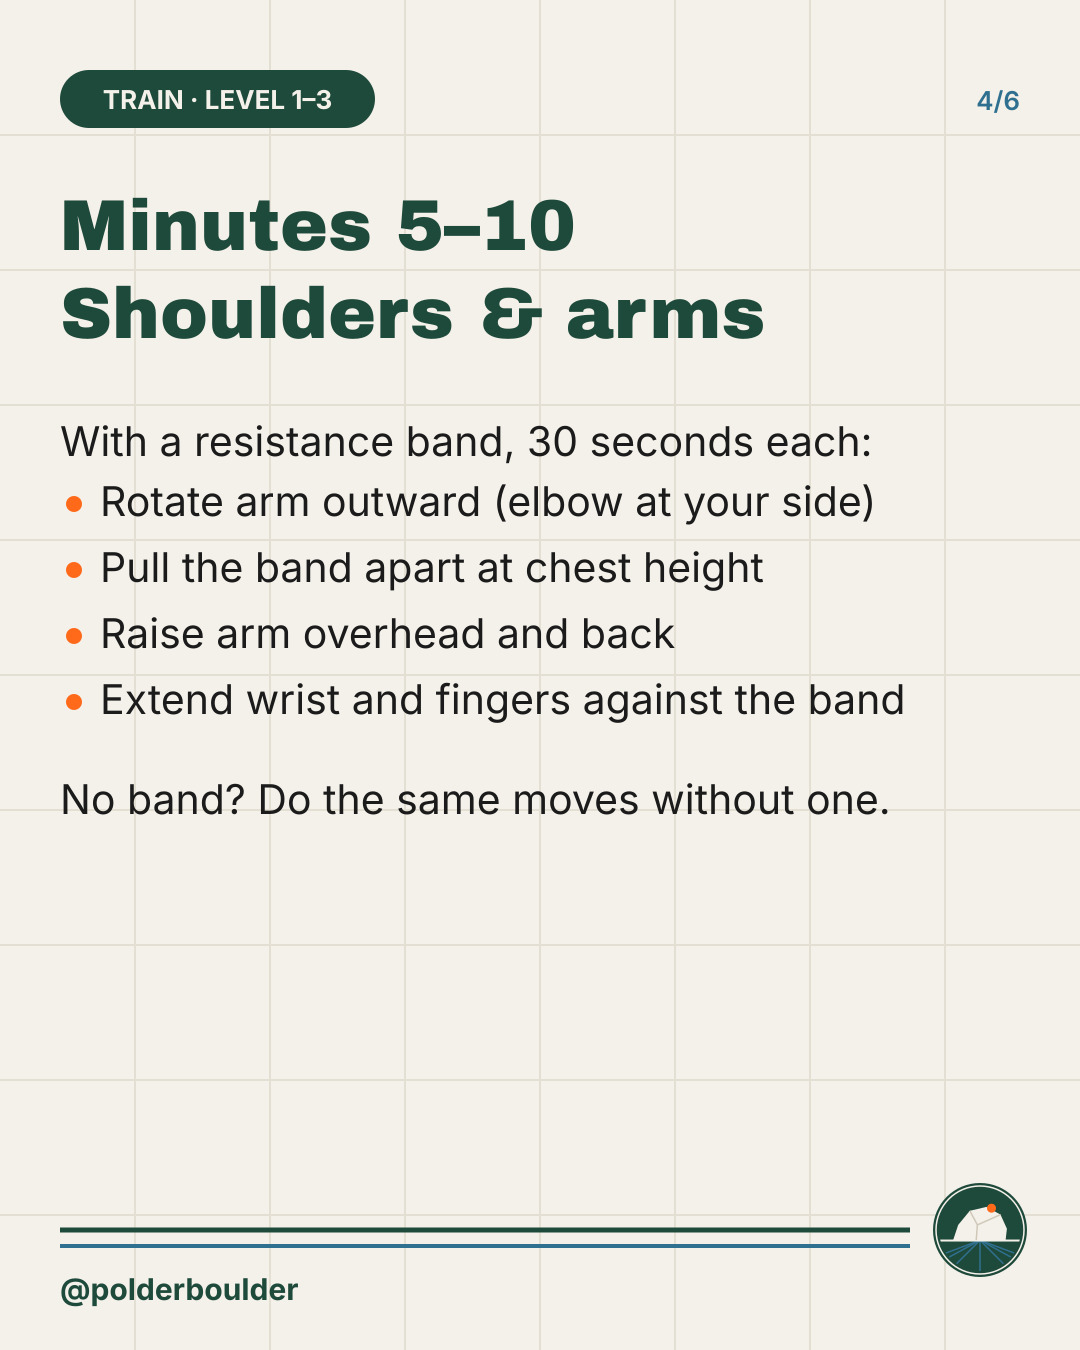 TRAIN · LEVEL 1–3
4/6
Minutes 5–10
Shoulders & arms
With a resistance band, 30 seconds each:
• Rotate arm outward (elbow at your side)
• Pull the band apart at chest height
• Raise arm overhead and back
• Extend wrist and fingers against the band
No band? Do the same moves without one.
@polderboulder